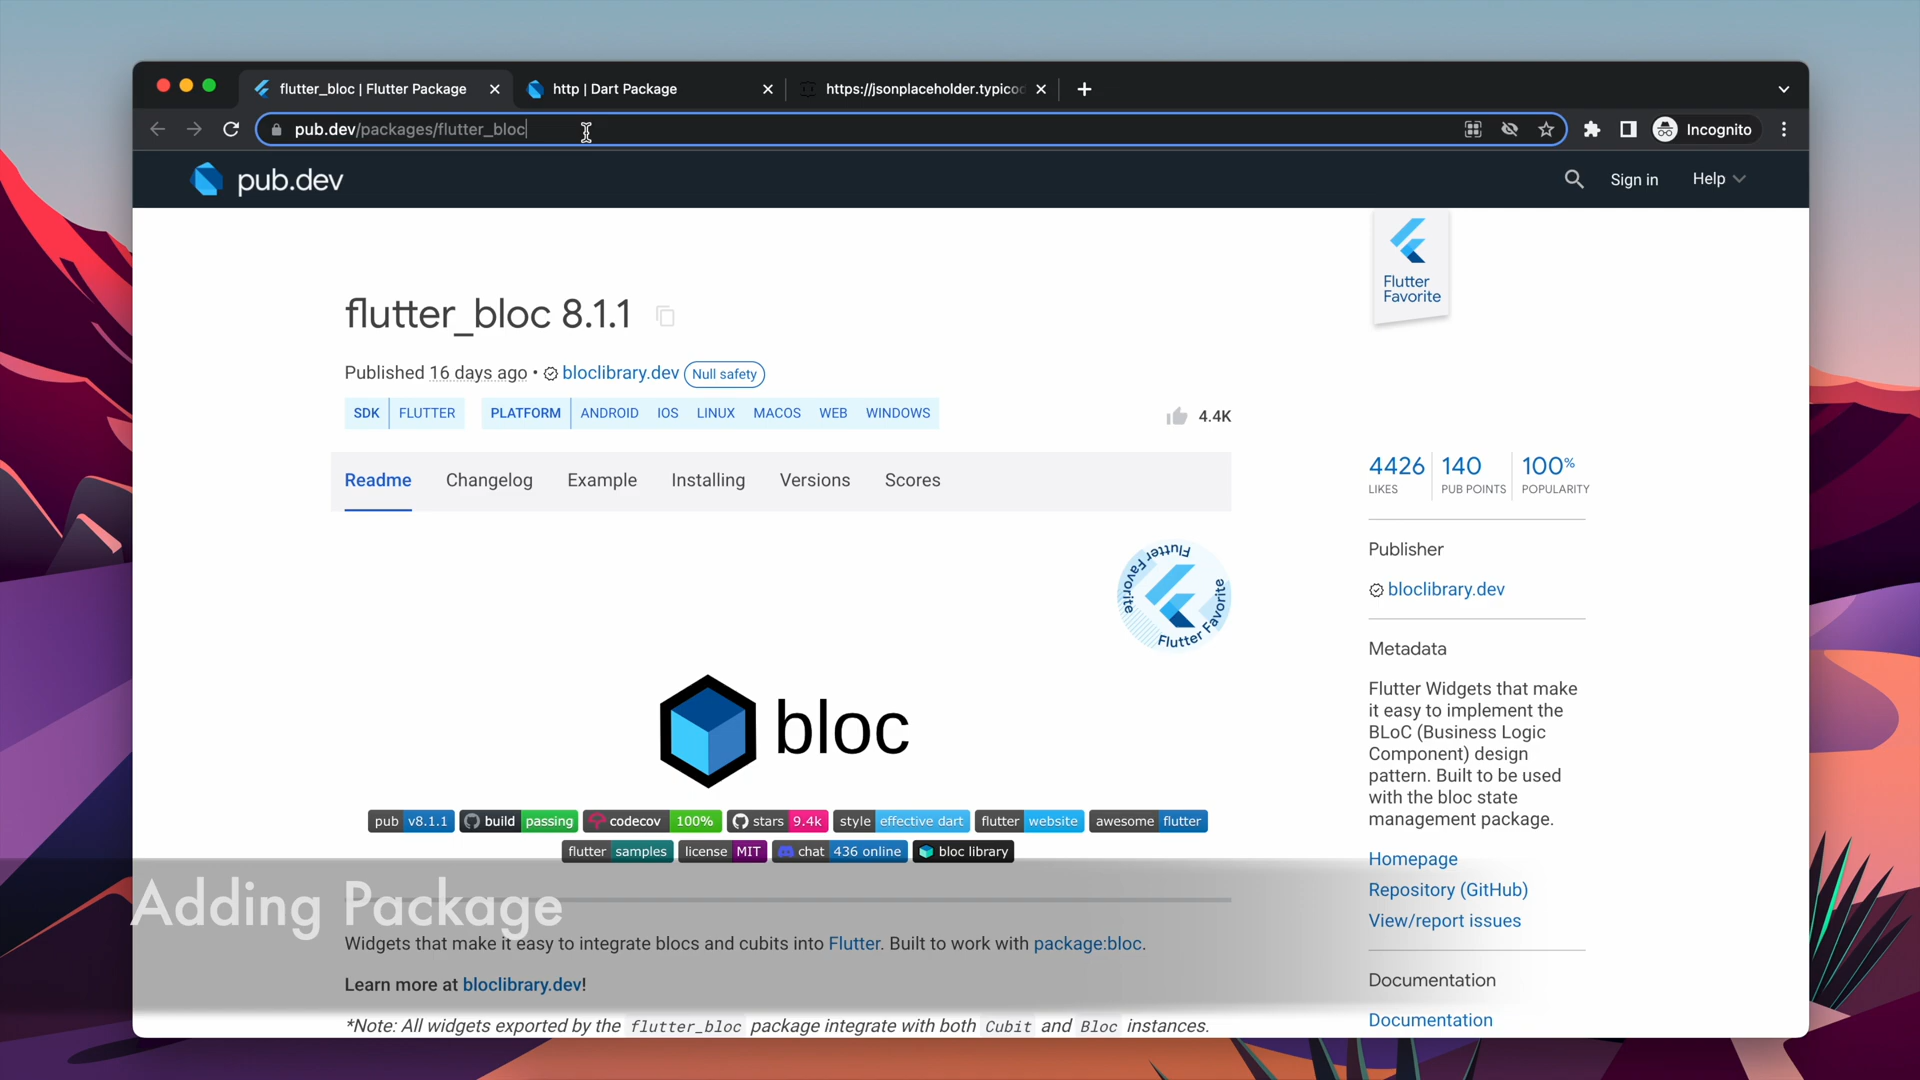 flutter_bloc | Flutter Package
http | Dart Package
https://jsonplaceholder.typico
pub.dev/packages/flutter_bloc
Incognito
pub.dev
Sign in
Help
Flutter
Favorite
flutter_bloc 8.1.1
Published 16 days ago • bloclibrary.dev Null safety
SDK FLUTTER PLATFORM ANDROID IOS LINUX MACOS WEB WINDOWS
4.4K
Readme Changelog Example Installing Versions Scores
4426 140 100%
LIKES PUB POINTS POPULARITY
Flutter Favorite
Flutter Favorite
Flutter Favorite
Publisher
bloclibrary.dev
bloc
Metadata
Flutter Widgets that make
it easy to implement the
BLoC (Business Logic
Component) design
pattern. Built to be used
with the bloc state
management package.
pub v8.1.1 build passing codecov 100% stars 9.4k style effective dart flutter website awesome flutter
flutter samples license MIT chat 436 online bloc library
Homepage
Repository (GitHub)
View/report issues
Adding Package
Widgets that make it easy to integrate blocs and cubits into Flutter. Built to work with package:bloc.
Learn more at bloclibrary.dev!
Documentation
Documentation
*Note: All widgets exported by the flutter_bloc package integrate with both Cubit and Bloc instances.